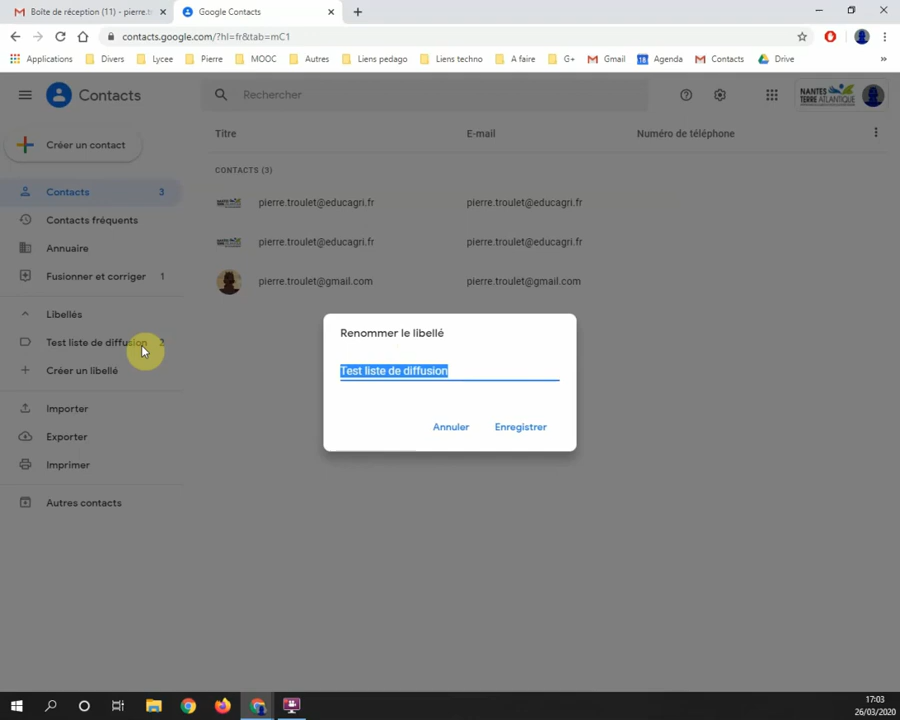 Boîte de réception (11) - pierre.t
Google Contacts
contacts.google.com/?hl=fr&tab=mC1
Applications Divers Lycee Pierre MOOC Autres Liens pedago Liens techno A faire G+ Gmail 18 Agenda Contacts Drive »
Contacts
Rechercher
NANTES
TERRE ATLANTIQUE
Créer un contact
Titre E-mail Numéro de téléphone
CONTACTS (3)
Contacts 3
pierre.troulet@educagri.fr pierre.troulet@educagri.fr
Contacts fréquents
Annuaire
pierre.troulet@educagri.fr pierre.troulet@educagri.fr
Fusionner et corriger 1
pierre.troulet@gmail.com pierre.troulet@gmail.com
Libellés
Test liste de diffusion 2
Créer un libellé
Importer
Exporter
Imprimer
Autres contacts
Renommer le libellé
Test liste de diffusion
Annuler Enregistrer
17:03
26/03/2020